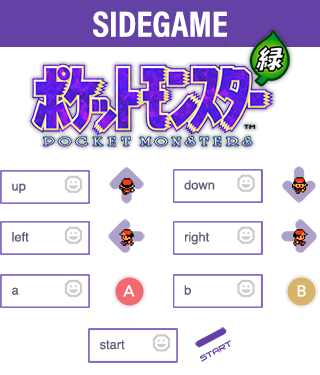 SIDEGAME
緑
ポケットモンスター
TM
POCKET MONSTERS
up
down
left
right
a
A
b
B
start
START